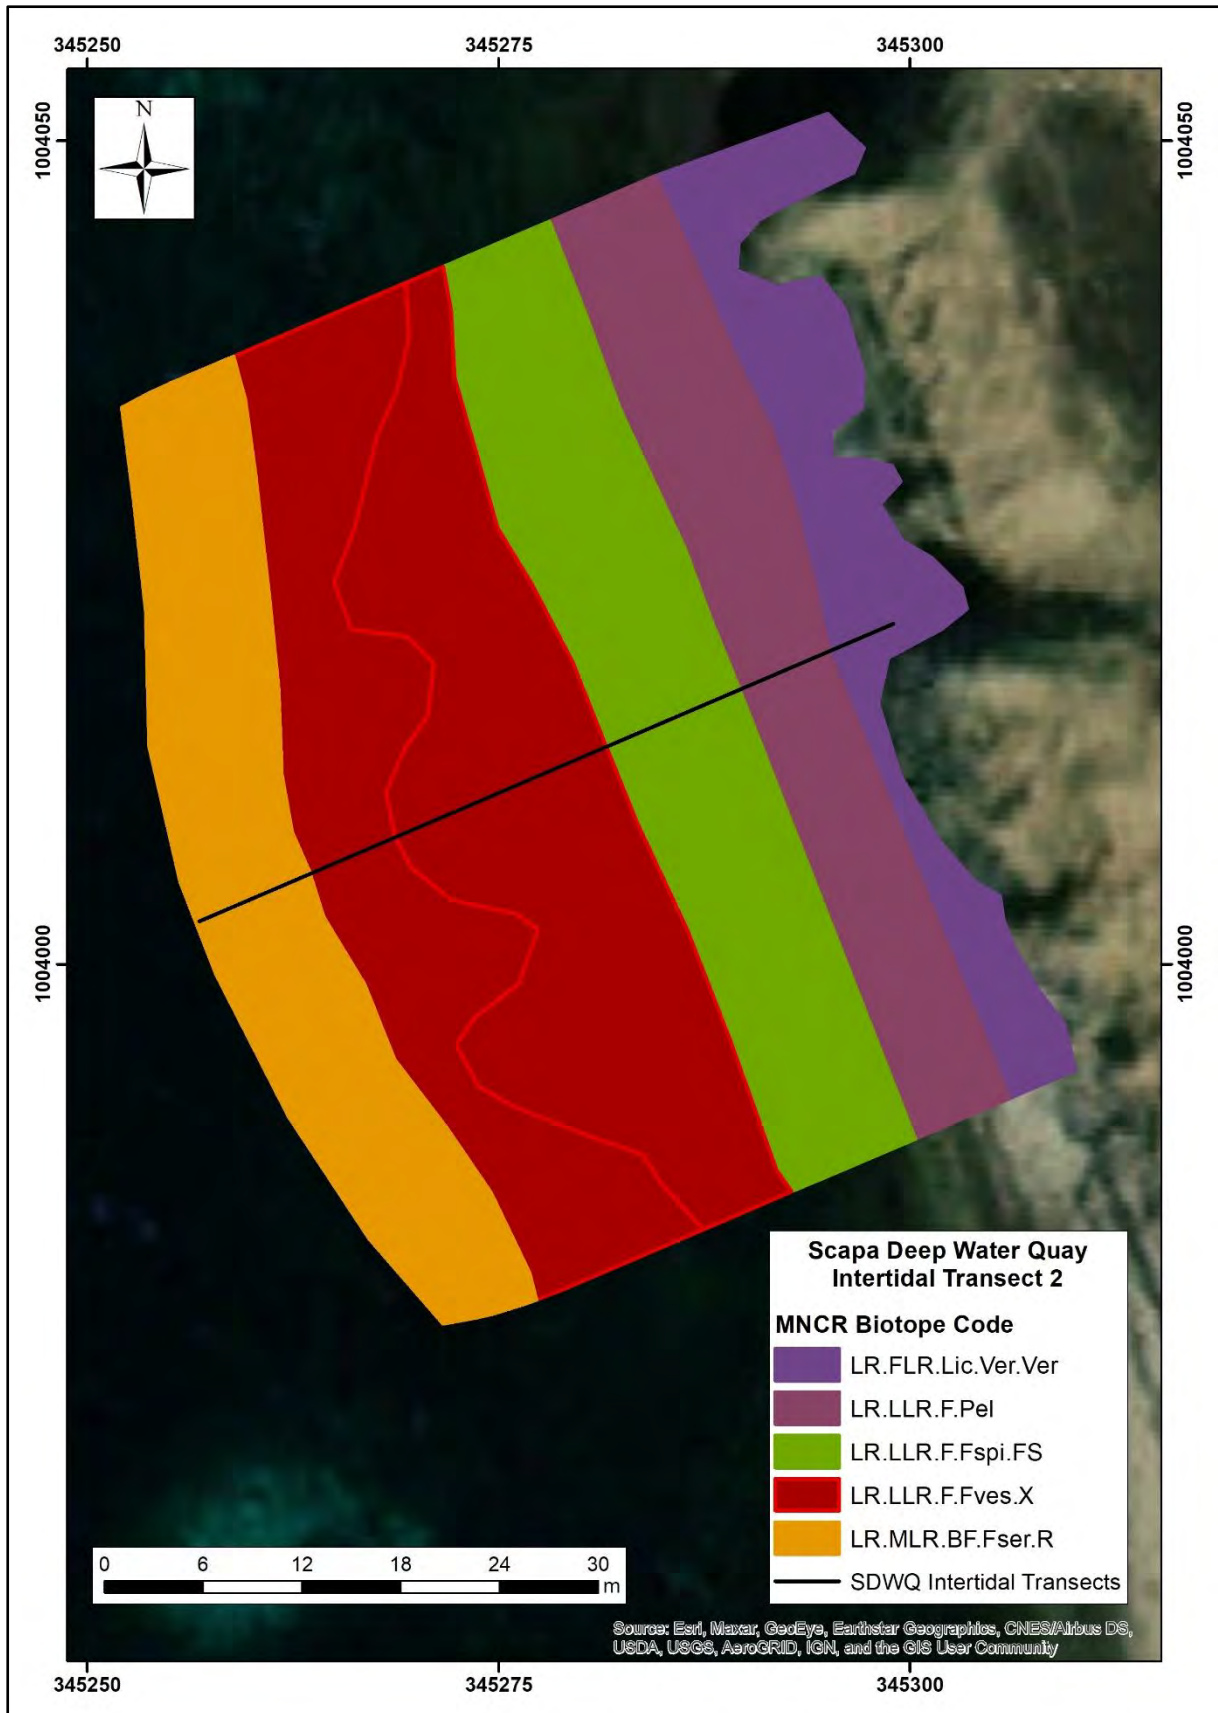 345250 345275 345300
1004050 1004050
N
1004000 1004000
Scapa Deep Water Quay
Intertidal Transect 2
MNCR Biotope Code
LR.FLR.Lic.Ver.Ver
LR.LLR.F.Pel
LR.LLR.F.Fspi.FS
LR.LLR.F.Fves.X
LR.MLR.BF.Fser.R
SDWQ Intertidal Transects
0 6 12 18 24 30
m
Source: Esri, Maxar, GeoEye, Earthstar Geographics, CNES/Airbus DS,
USDA, USGS, AeroGRID, IGN, and the GIS User Community
345250 345275 345300